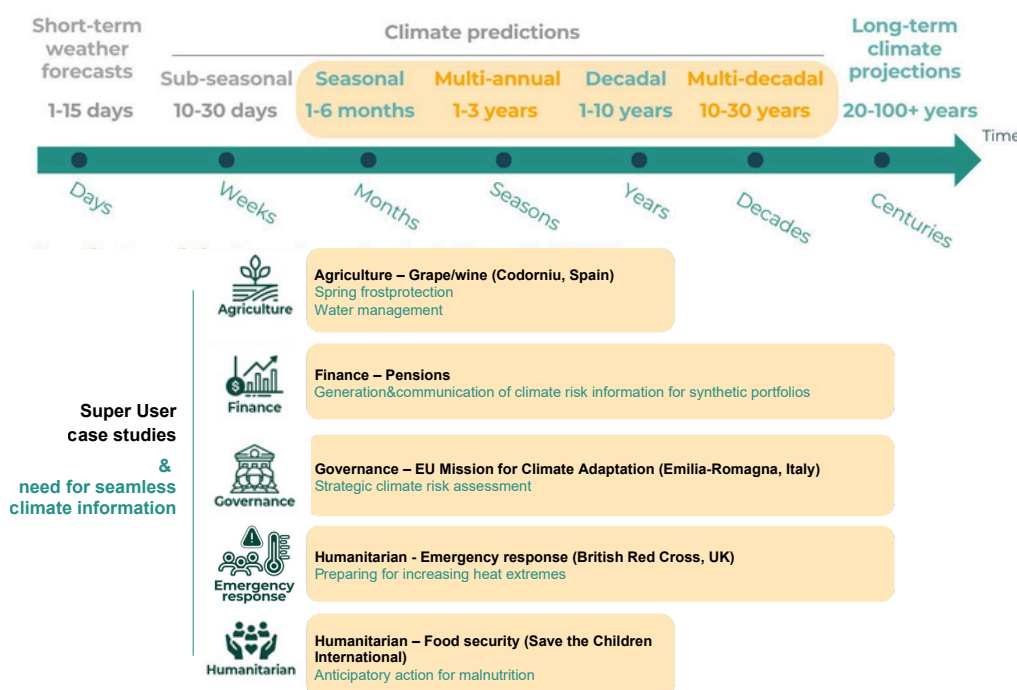 Short-term
weather
forecasts
1-15 days
Climate predictions
Sub-seasonal
10-30 days
Seasonal
1-6 months
Multi-annual
1-3 years
Decadal
1-10 years
Multi-decadal
10-30 years
Long-term
climate
projections
20-100+ years
Time
Days
Weeks
Months
Seasons
Years
Decades
Centuries
Super User
case studies
&
need for seamless
climate information
Agriculture
Agriculture – Grape/wine (Codorniu, Spain)
Spring frostprotection
Water management
Finance
Finance – Pensions
Generation&communication of climate risk information for synthetic portfolios
Governance
Governance – EU Mission for Climate Adaptation (Emilia-Romagna, Italy)
Strategic climate risk assessment
Emergency
response
Humanitarian - Emergency response (British Red Cross, UK)
Preparing for increasing heat extremes
Humanitarian
Humanitarian – Food security (Save the Children
International)
Anticipatory action for malnutrition